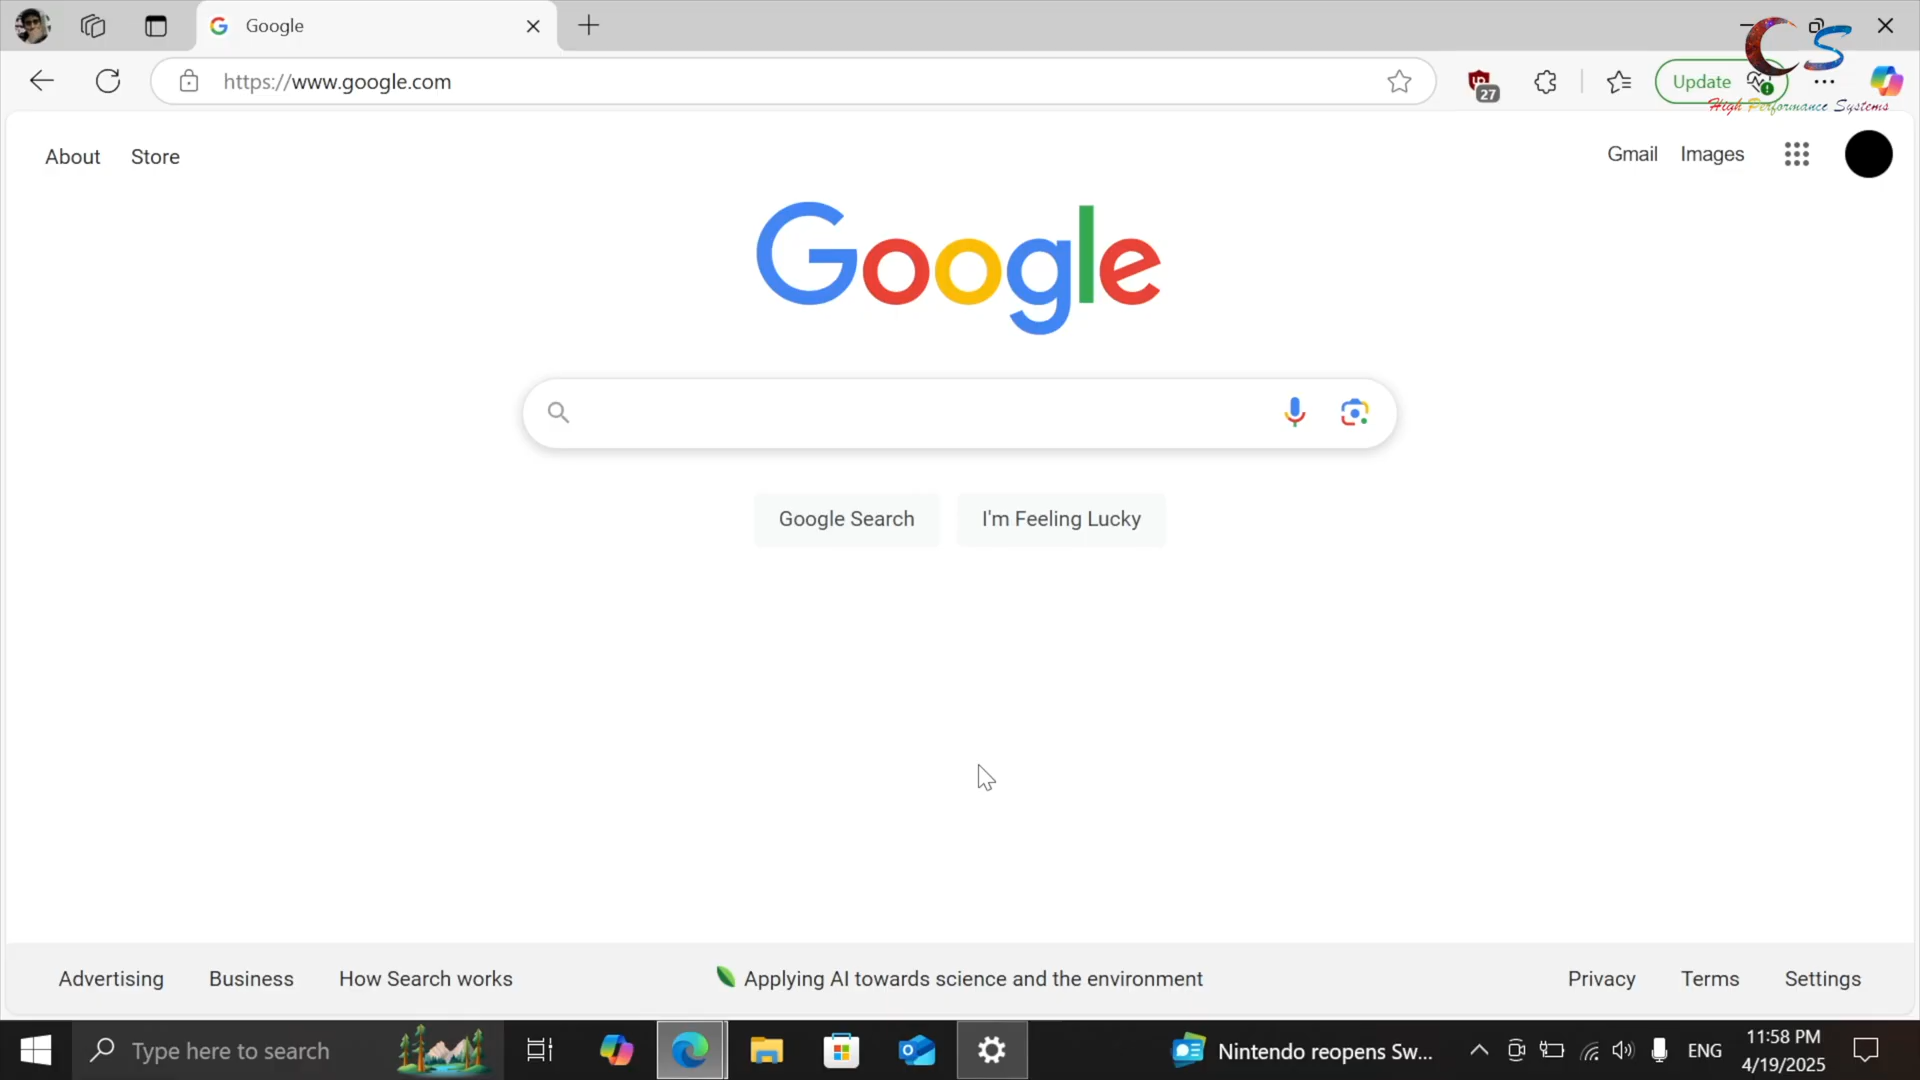 Google
https://www.google.com
27
Update
CS
High Performance Systems
About
Store
Gmail
Images
Google
Google Search
I'm Feeling Lucky
Advertising
Business
How Search works
Applying AI towards science and the environment
Privacy
Terms
Settings
Type here to search
Nintendo reopens Sw...
ENG
11:58 PM
4/19/2025